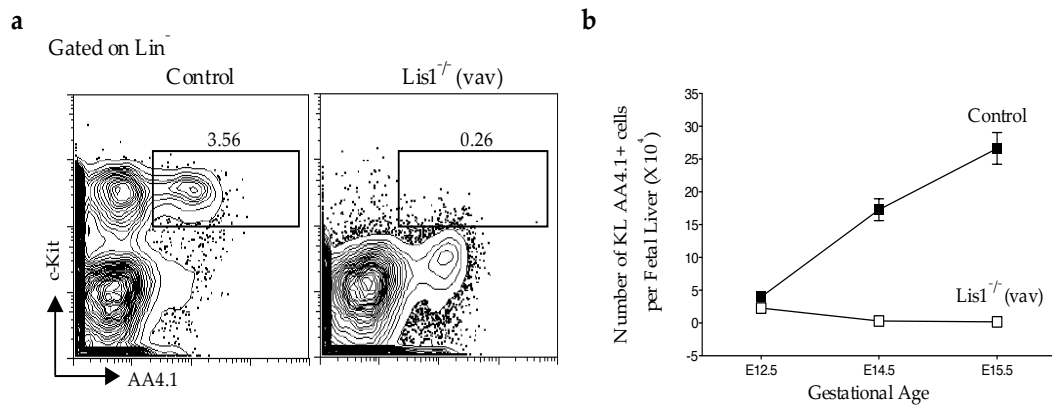 a
Gated on Lin⁻
Control
Lis1⁻/⁻ (vav)
3.56
0.26
c-Kit
AA4.1
b
Number of KL AA4.1+ cells
per Fetal Liver (X10⁴)
35
30
25
20
15
10
5
0
-5
Control
Lis1⁻/⁻ (vav)
E12.5
E14.5
E15.5
Gestational Age